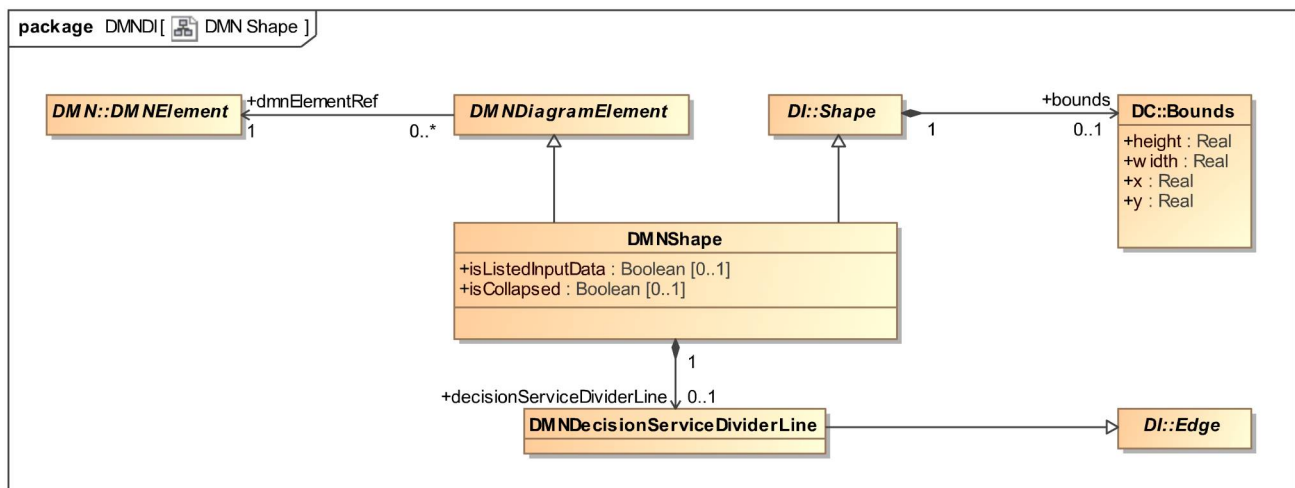 package DMNDI[ DMN Shape ]
DMN::DMNElement
+dmnElementRef
1
0..*
DMNDiagramElement
DI::Shape
1
+bounds
0..1
DC::Bounds
+height : Real
+width : Real
+x : Real
+y : Real
DMNShape
+isListedInputData : Boolean [0..1]
+isCollapsed : Boolean [0..1]
1
+decisionServiceDividerLine
0..1
DMNDecisionServiceDividerLine
DI::Edge